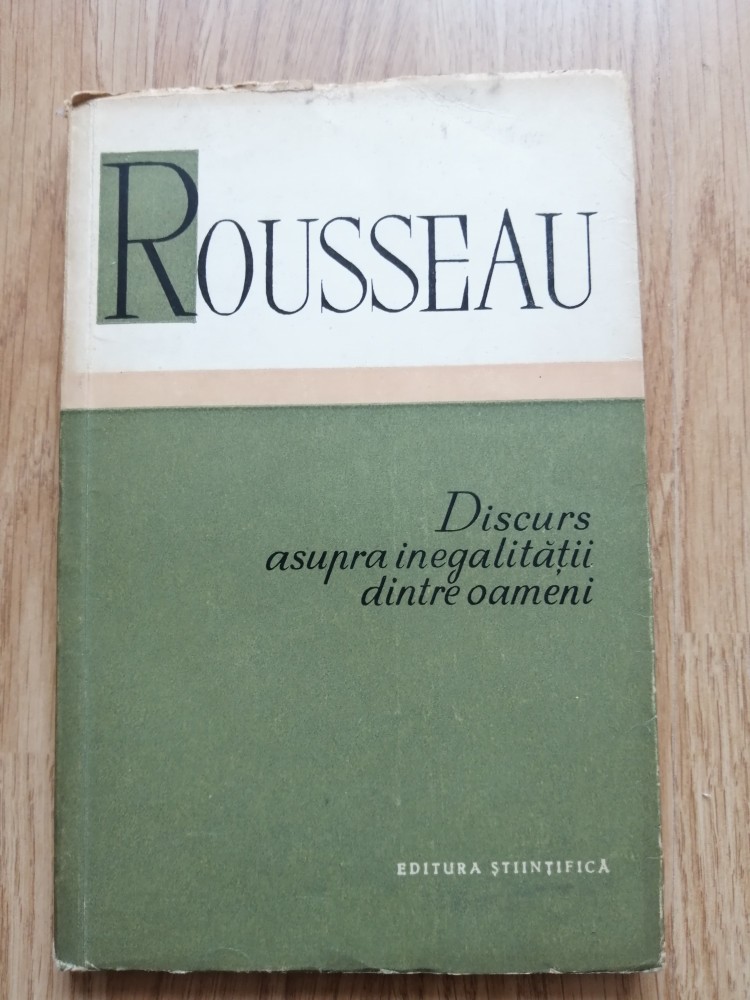 ROUSSEAU
Discurs
asupra inegalității
dintre oameni
EDITURA ȘTIINȚIFICĂ